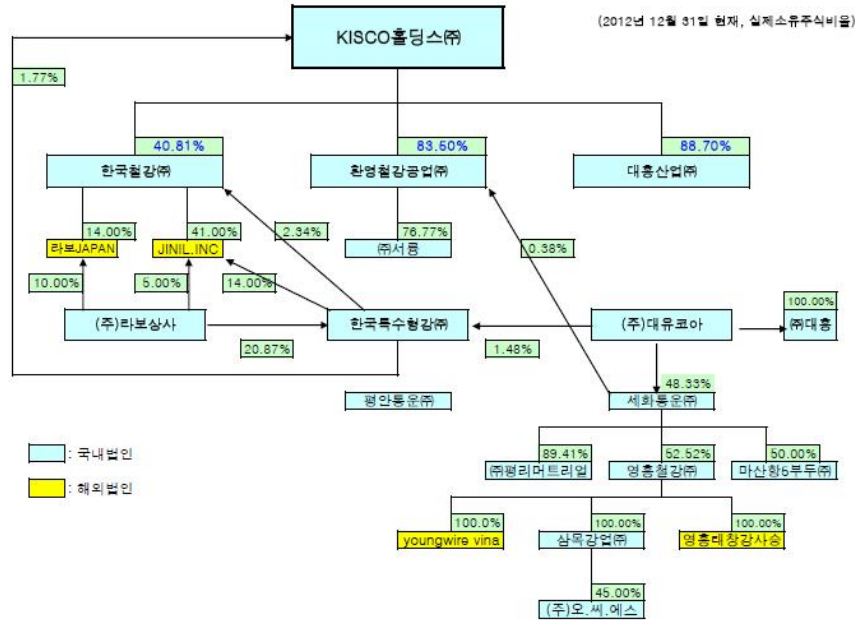 KISCO홀딩스㈜
(2012년 12월 31일 현재, 실제소유주식비율)
1.77%
40.81%
83.50%
88.70%
한국철강㈜
환영철강공업㈜
대흥산업㈜
14.00%
41.00%
2.34%
76.77%
라보JAPAN
JINIL.INC
㈜서륭
0.38%
10.00%
5.00%
14.00%
100.00%
(주)라보상사
한국특수형강㈜
(주)대유코아
㈜대흥
20.87%
1.48%
48.33%
평안통운㈜
세화통운㈜
: 국내법인
89.41%
52.52%
50.00%
㈜평리머트리얼
영흥철강㈜
마산항5부두㈜
: 해외법인
100.0%
100.00%
100.00%
youngwire vina
삼목강업㈜
영흥태창강사승
45.00%
(주)오.씨.에스